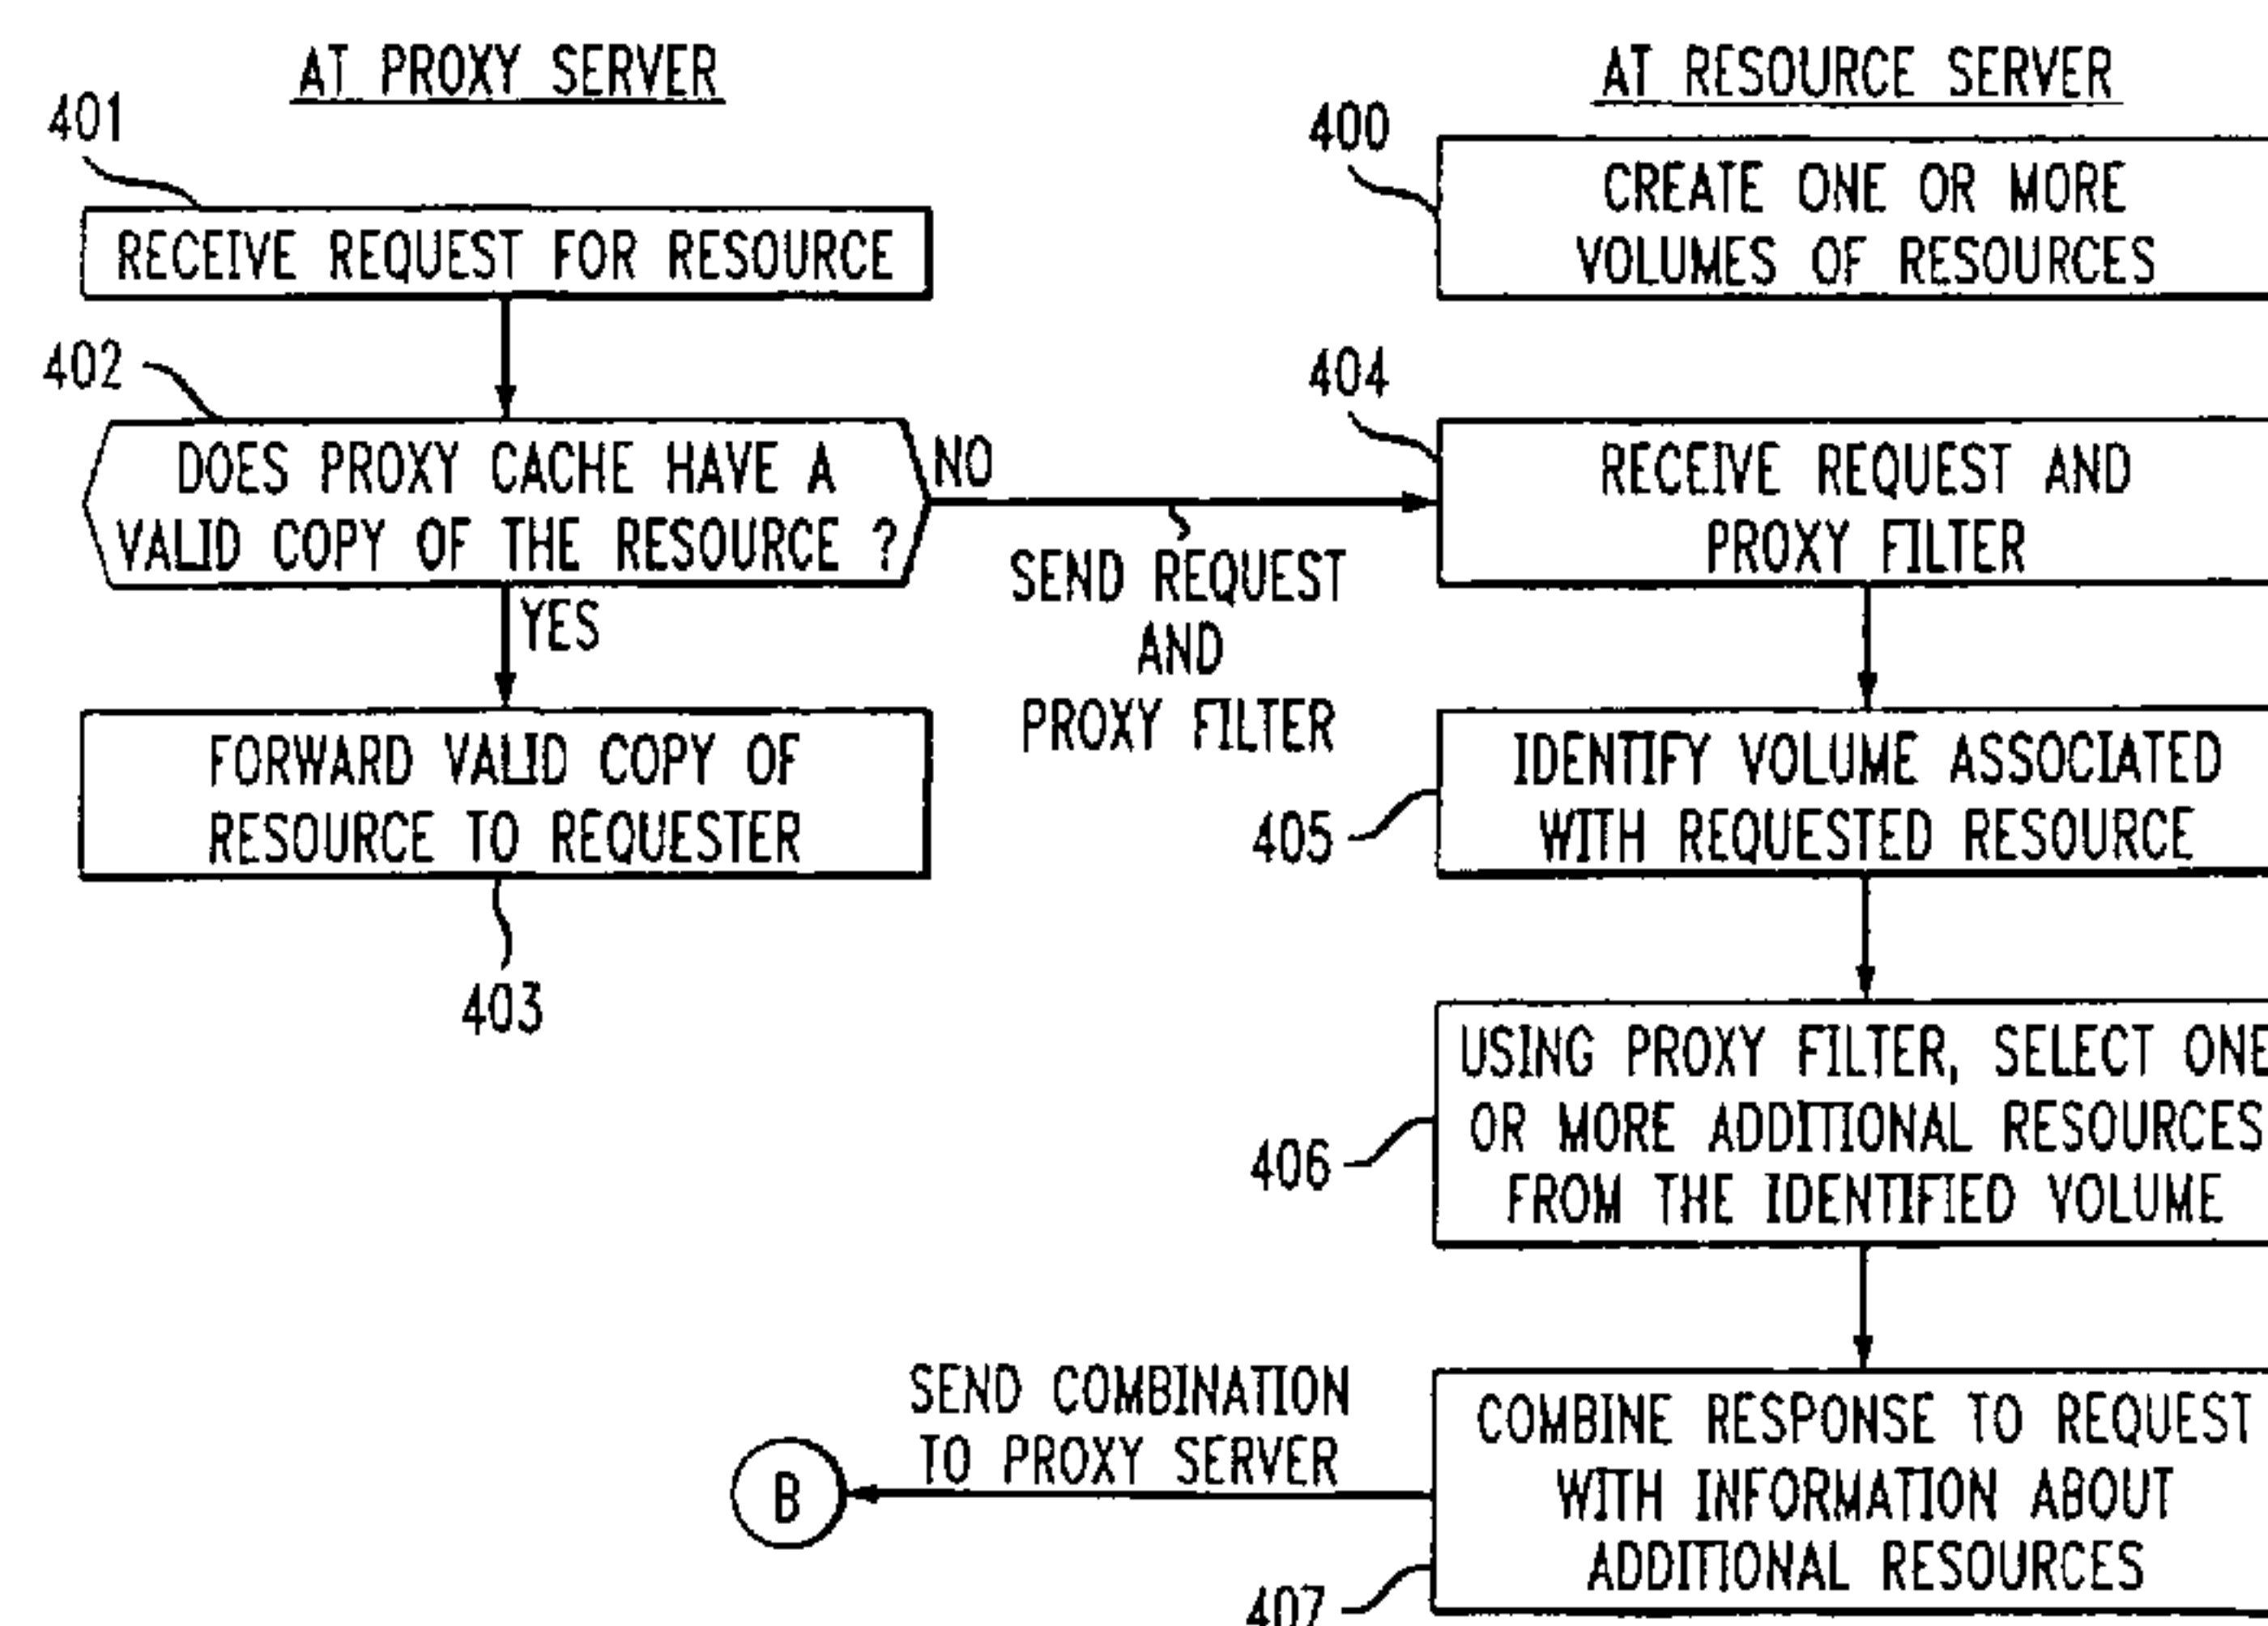 AT PROXY SERVER
401
RECEIVE REQUEST FOR RESOURCE
402
DOES PROXY CACHE HAVE A
VALID COPY OF THE RESOURCE ?
NO
YES
SEND REQUEST
AND
PROXY FILTER
FORWARD VALID COPY OF
RESOURCE TO REQUESTER
403
AT RESOURCE SERVER
400
CREATE ONE OR MORE
VOLUMES OF RESOURCES
404
RECEIVE REQUEST AND
PROXY FILTER
IDENTIFY VOLUME ASSOCIATED
WITH REQUESTED RESOURCE
405
USING PROXY FILTER, SELECT ONE
OR MORE ADDITIONAL RESOURCES
FROM THE IDENTIFIED VOLUME
406
COMBINE RESPONSE TO REQUEST
WITH INFORMATION ABOUT
ADDITIONAL RESOURCES
407
SEND COMBINATION
TO PROXY SERVER
B